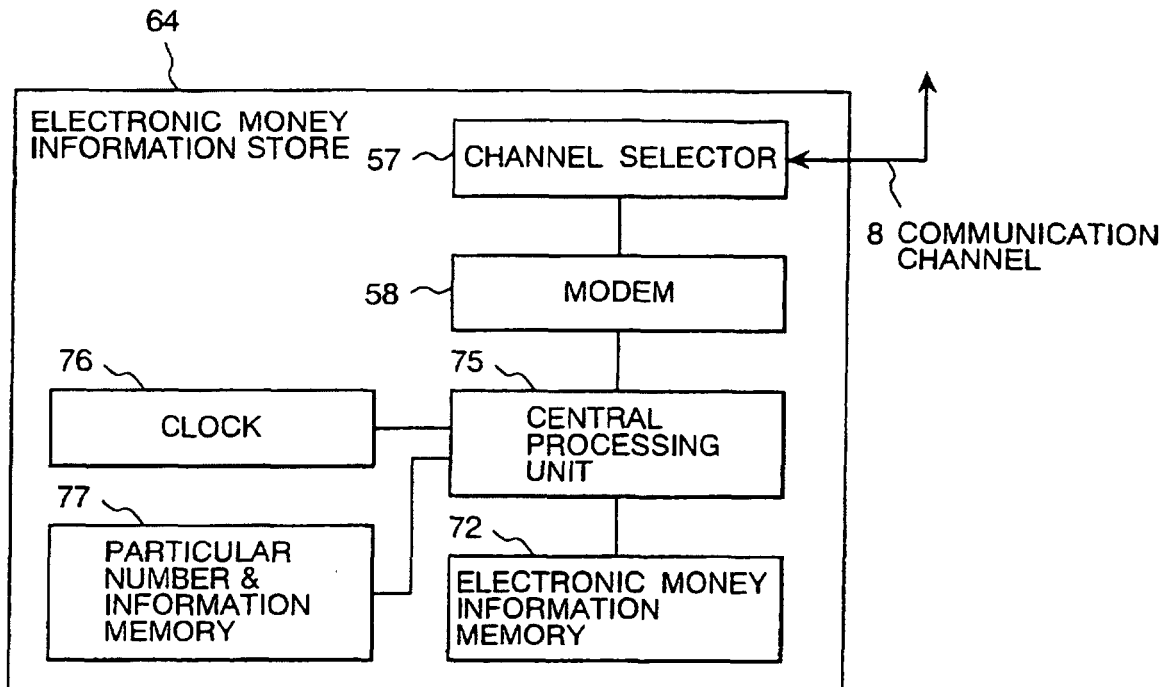 64
ELECTRONIC MONEY
INFORMATION STORE
57
CHANNEL SELECTOR
8 COMMUNICATION
CHANNEL
58
MODEM
76
CLOCK
75
CENTRAL
PROCESSING
UNIT
77
PARTICULAR
NUMBER &
INFORMATION
MEMORY
72
ELECTRONIC MONEY
INFORMATION
MEMORY